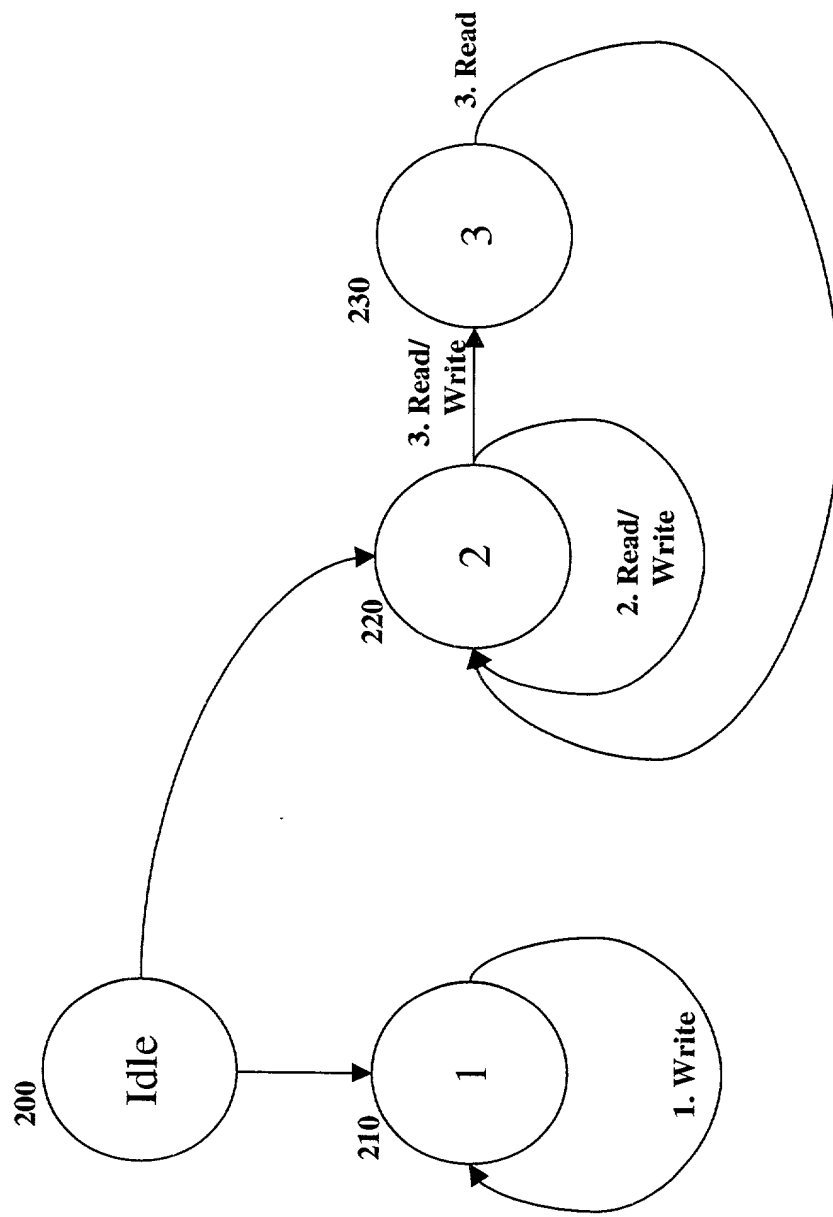 200
Idle
210
1
1. Write
220
2
2. Read/
Write
3. Read/
Write
230
3
3. Read